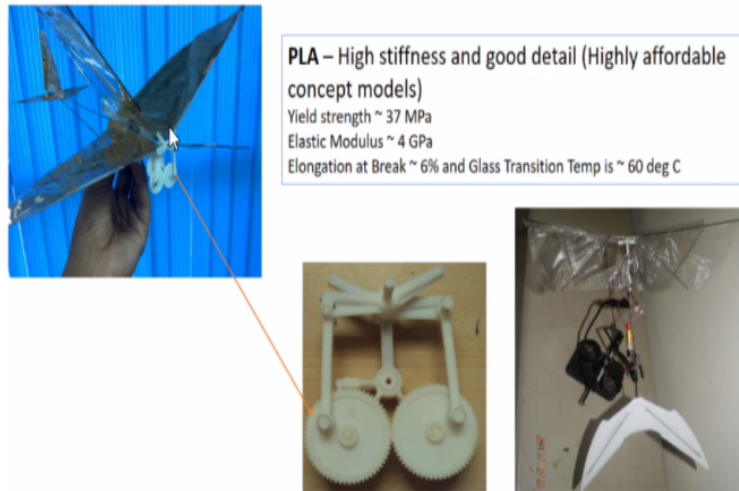 PLA – High stiffness and good detail (Highly affordable
concept models)
Yield strength ~ 37 MPa
Elastic Modulus ~ 4 GPa
Elongation at Break ~ 6% and Glass Transition Temp is ~ 60 deg C